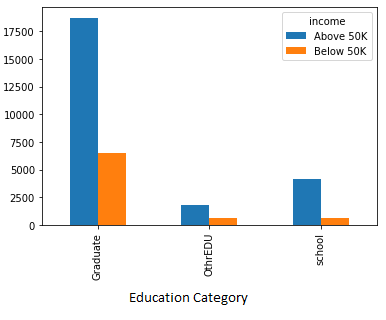 income
Above 50K
Below 50K
17500
15000
12500
10000
7500
5000
2500
0
Graduate
OthrEDU
school
Education Category